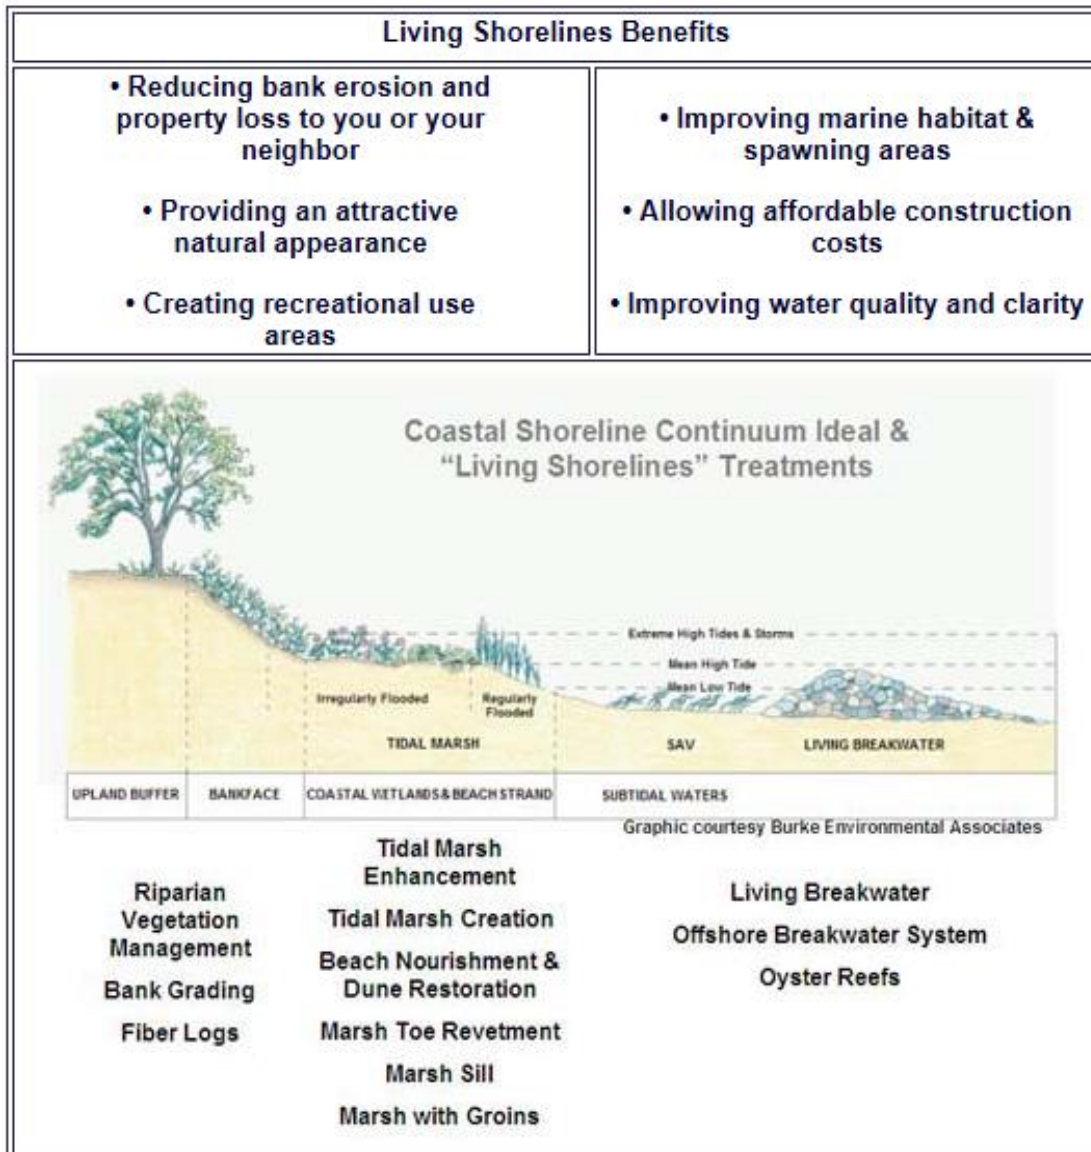 Living Shorelines Benefits
• Reducing bank erosion and
property loss to you or your
neighbor
• Providing an attractive
natural appearance
• Creating recreational use
areas
• Improving marine habitat &
spawning areas
• Allowing affordable construction
costs
• Improving water quality and clarity
Coastal Shoreline Continuum Ideal &
“Living Shorelines” Treatments
Extreme High Tides & Storms
Mean High Tide
Mean Low Tide
Irregularly Flooded
Regularly
Flooded
TIDAL MARSH
SAV
LIVING BREAKWATER
UPLAND BUFFER
BANKFACE
COASTAL WETLANDS & BEACH STRAND
SUBTIDAL WATERS
Graphic courtesy Burke Environmental Associates
Riparian
Vegetation
Management
Bank Grading
Fiber Logs
Tidal Marsh
Enhancement
Tidal Marsh Creation
Beach Nourishment &
Dune Restoration
Marsh Toe Revetment
Marsh Sill
Marsh with Groins
Living Breakwater
Offshore Breakwater System
Oyster Reefs